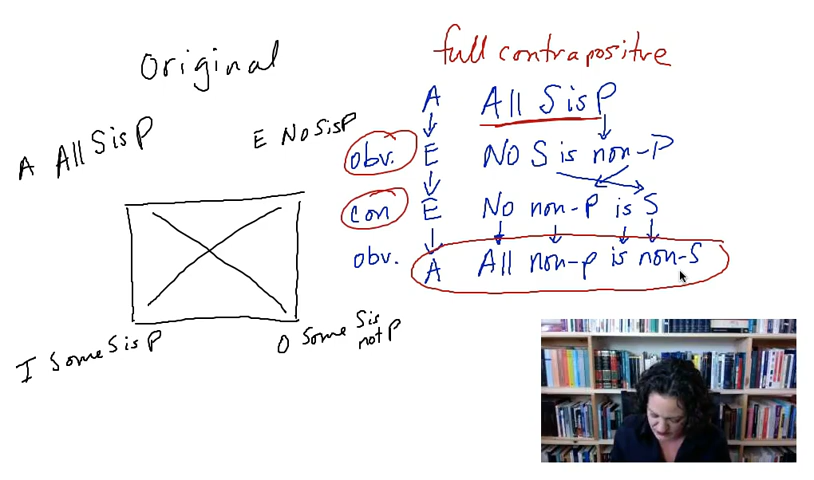 Original
A All S is P
E No S is P
I Some S is P
O Some S is
not P
full contrapositive
A All S is P
obv. E NO S is non-P
con E No non-P is S
obv. A All non-p is non-S